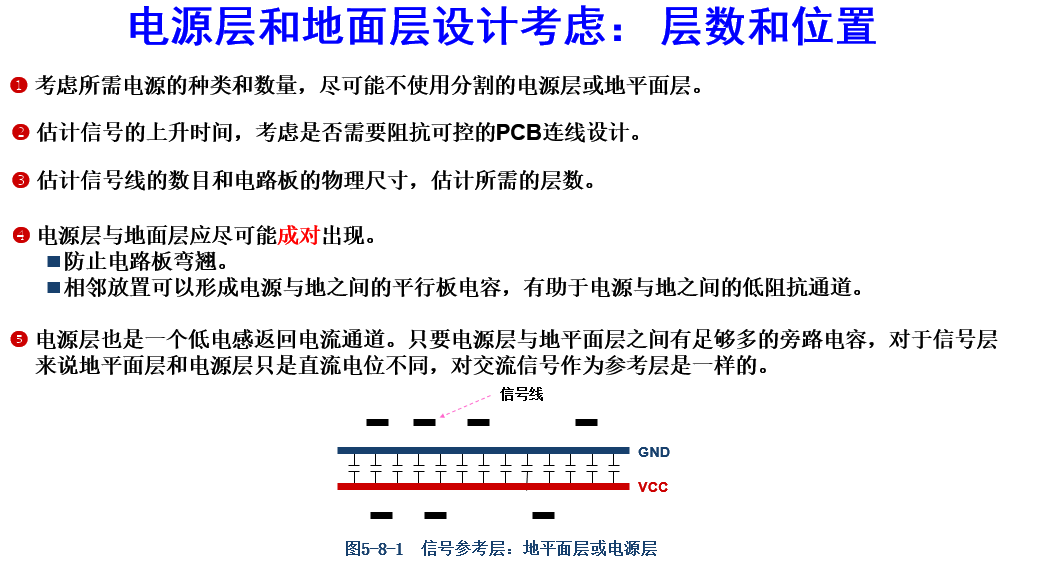 电源层和地面层设计考虑： 层数和位置
❶ 考虑所需电源的种类和数量，尽可能不使用分割的电源层或地平面层。
❷ 估计信号的上升时间，考虑是否需要阻抗可控的PCB连线设计。
❸ 估计信号线的数目和电路板的物理尺寸，估计所需的层数。
❹ 电源层与地面层应尽可能成对出现。
■防止电路板弯翘。
■相邻放置可以形成电源与地之间的平行板电容，有助于电源与地之间的低阻抗通道。
❺ 电源层也是一个低电感返回电流通道。只要电源层与地平面层之间有足够多的旁路电容，对于信号层
来说地平面层和电源层只是直流电位不同，对交流信号作为参考层是一样的。
信号线
GND
VCC
图5-8-1 信号参考层：地平面层或电源层